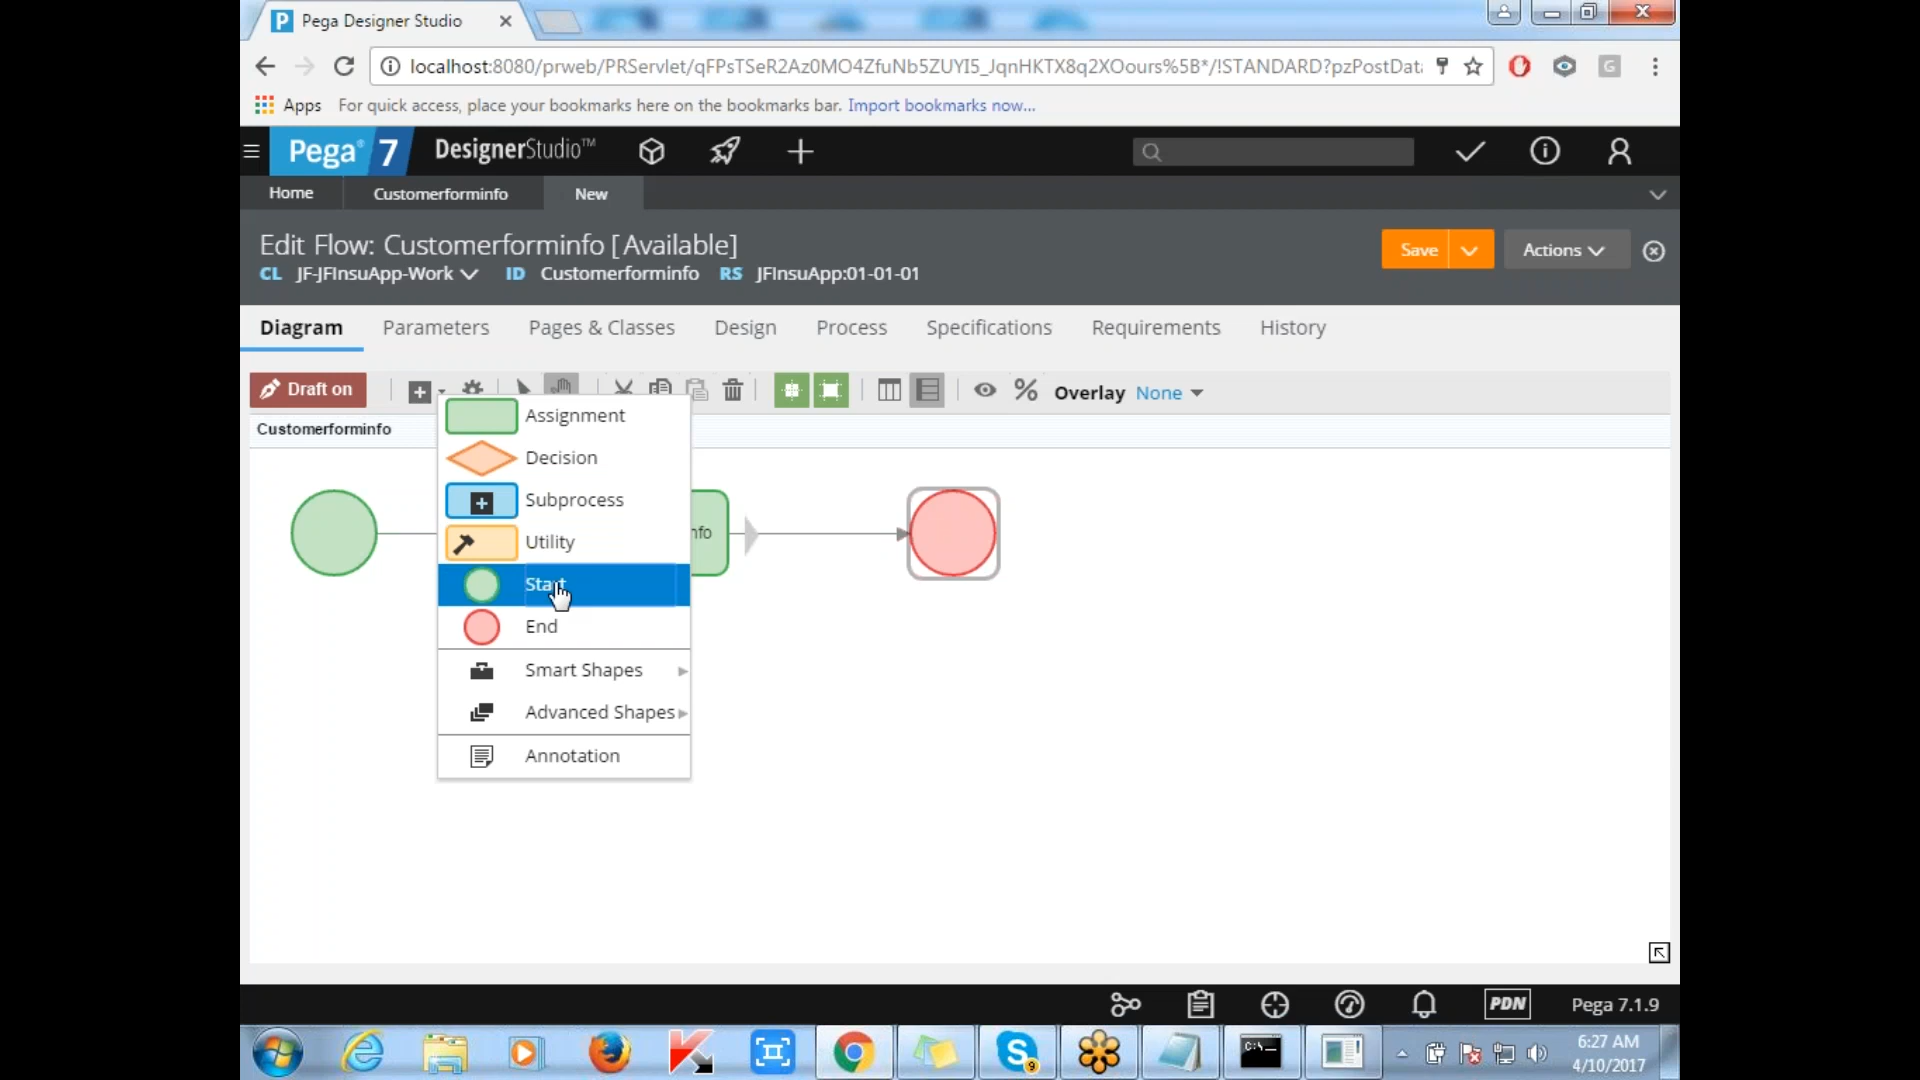 Pega Designer Studio
localhost:8080/prweb/PRServlet/qFPsTSeR2Az0MO4ZfuNb5ZUYI5_JqnHKTX8q2XOours%5B*/!STANDARD?pzPostData
Apps For quick access, place your bookmarks here on the bookmarks bar. Import bookmarks now...
Pega® 7 DesignerStudio™
Home Customerforminfo New
Edit Flow: Customerforminfo [Available]
Save Actions
CL JF-JFInsuApp-Work ID Customerforminfo RS JFInsuApp:01-01-01
Diagram Parameters Pages & Classes Design Process Specifications Requirements History
Draft on Overlay None
Customerforminfo
Assignment
Decision
Subprocess
Utility
nfo
Start
End
Smart Shapes
Advanced Shapes
Annotation
PDN Pega 7.1.9
6:27 AM
4/10/2017